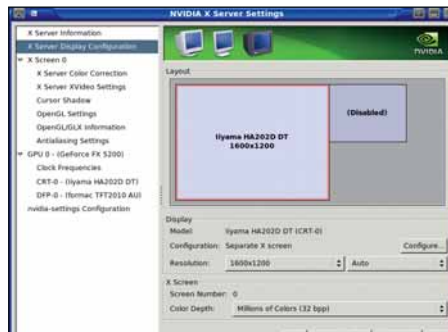 NVIDIA X Server Settings
X Server Information
X Server Display Configuration
X Screen 0
X Server Color Correction
X Server XVideo Settings
Cursor Shadow
OpenGL Settings
OpenGL/GLX Information
Antialiasing Settings
GPU 0 - (GeForce FX 5200)
Clock Frequencies
CRT-0 - (Iiyama HA202D DT)
DFP-0 - (formac TFT2010 AU)
nvidia-settings Configuration
NVIDIA
Layout
Iiyama HA202D DT
1600x1200
(Disabled)
Display
Model: Iiyama HA202D DT (CRT-0)
Configuration: Separate X screen
Configure...
Resolution: 1600x1200
Auto
X Screen
Screen Number: 0
Color Depth: Millions of Colors (32 bpp)